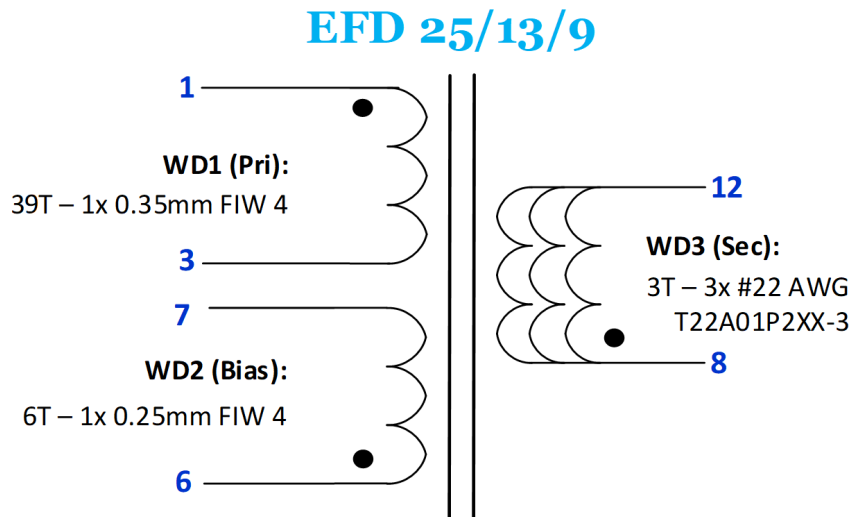 EFD 25/13/9
1
WD1 (Pri):
39T – 1x 0.35mm FIW 4
3
7
WD2 (Bias):
6T – 1x 0.25mm FIW 4
6
12
WD3 (Sec):
3T – 3x #22 AWG
T22A01P2XX-3
8